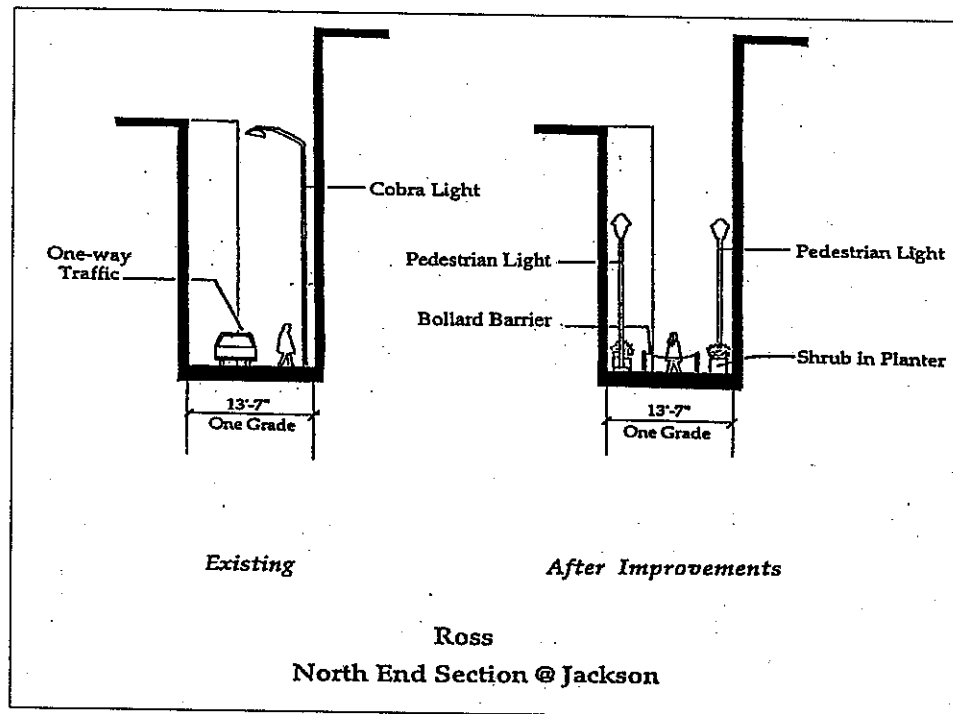 Cobra Light
One-way
Traffic
13'-7"
One Grade
Existing
Pedestrian Light
Pedestrian Light
Bollard Barrier
Shrub in Planter
13'-7"
One Grade
After Improvements
Ross
North End Section @ Jackson